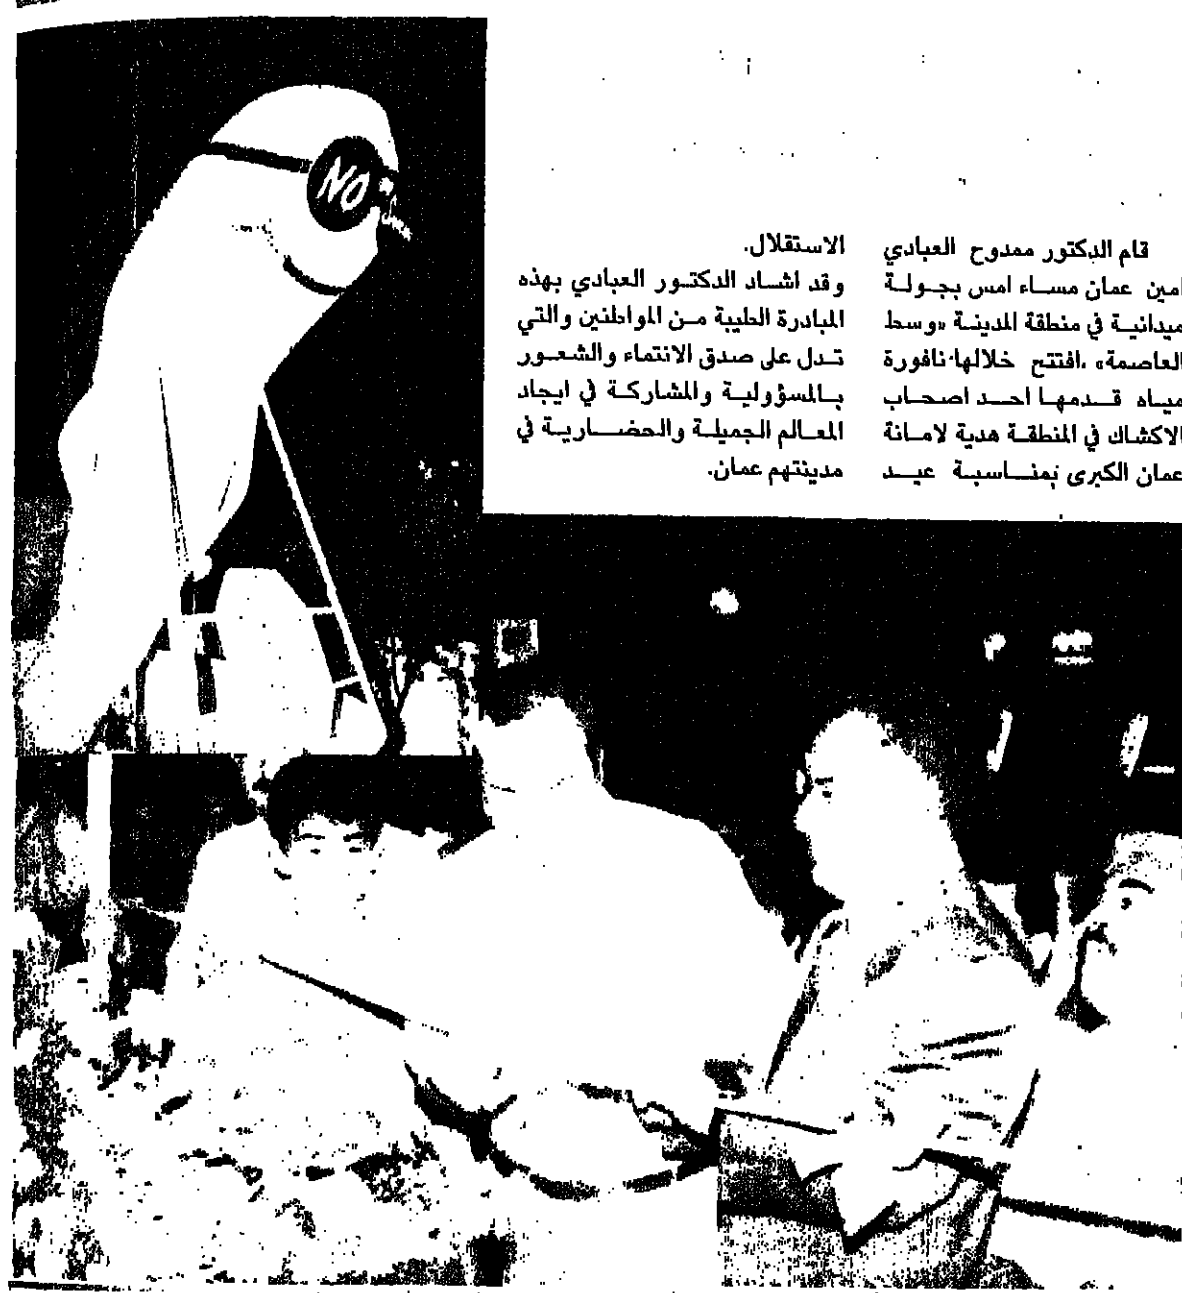 قام الدكتور ممدوح العبادي
امين عمان مساء امس بجولة
ميدانية في منطقة المدينة «وسط
العاصمة» ،افتتح خلالها نافورة
مياه قدمها احد اصحاب
الاكشاك في المنطقة هدية لامانة
عمان الكبرى بمناسبة عيد
الاستقلال.
وقد اشاد الدكتور العبادي بهذه
المبادرة الطيبة من المواطنين والتي
تدل على صدق الانتماء والشعور
بالمسؤولية والمشاركة في ايجاد
المعالم الجميلة والحضارية في
مدينتهم عمان.
NO